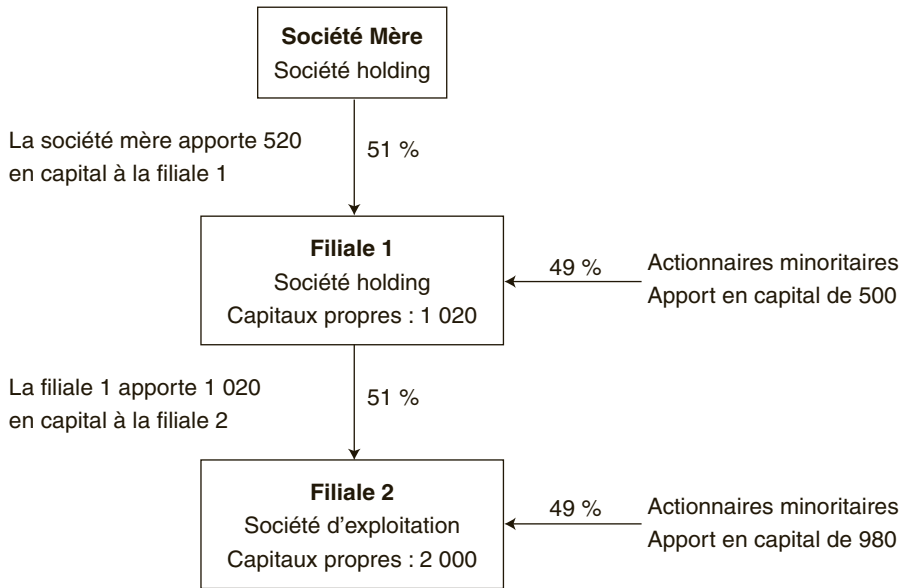 Société Mère
Société holding
La société mère apporte 520
en capital à la filiale 1
51 %
Filiale 1
Société holding
Capitaux propres : 1 020
49 %
Actionnaires minoritaires
Apport en capital de 500
La filiale 1 apporte 1 020
en capital à la filiale 2
51 %
Filiale 2
Société d'exploitation
Capitaux propres : 2 000
49 %
Actionnaires minoritaires
Apport en capital de 980